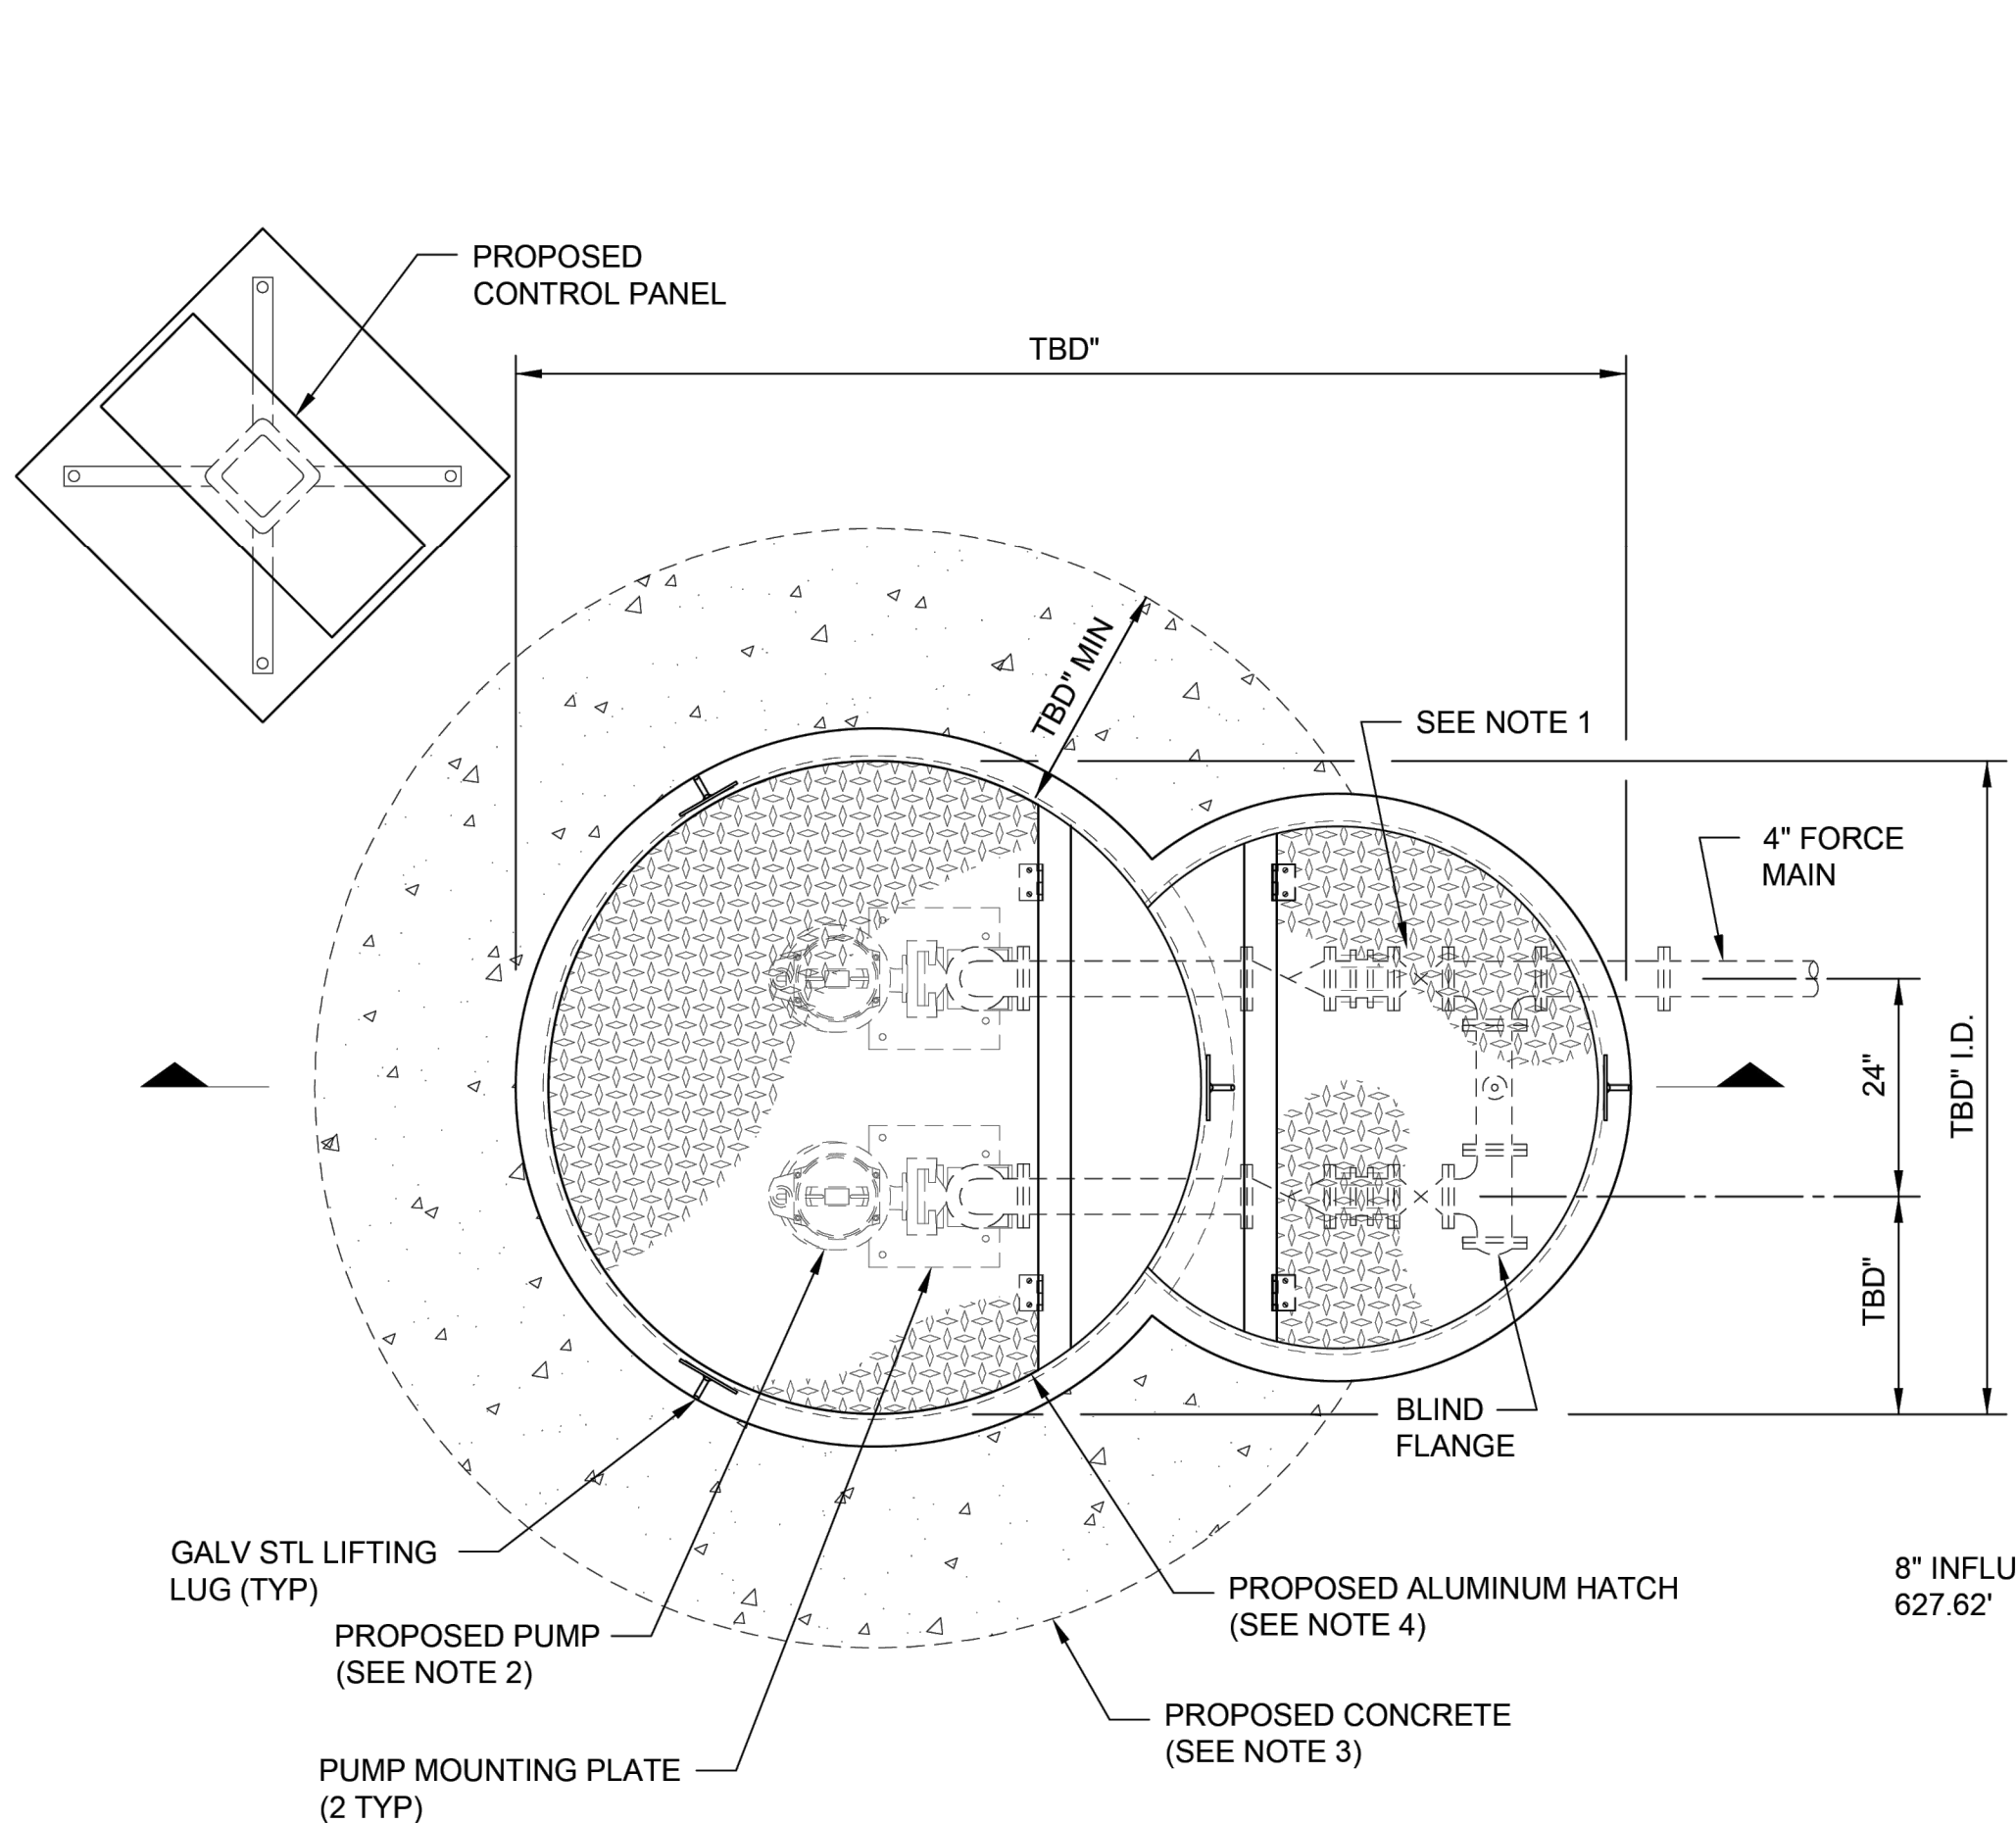 PROPOSED
CONTROL PANEL
TBD"
TBD" MIN
SEE NOTE 1
4" FORCE
MAIN
24"
TBD" I.D.
TBD"
BLIND
FLANGE
GALV STL LIFTING
LUG (TYP)
PROPOSED PUMP
(SEE NOTE 2)
PUMP MOUNTING PLATE
(2 TYP)
PROPOSED ALUMINUM HATCH
(SEE NOTE 4)
PROPOSED CONCRETE
(SEE NOTE 3)
8" INFLU
627.62'